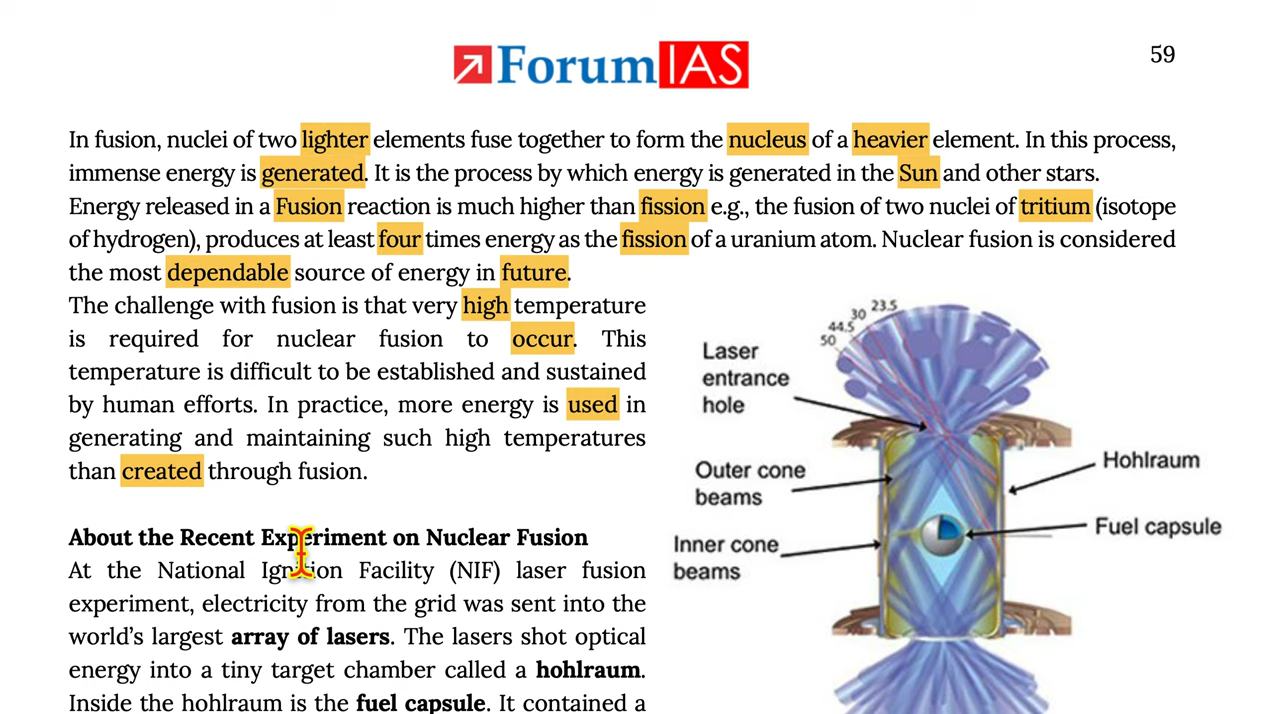 ForumIAS
59
In fusion, nuclei of two lighter elements fuse together to form the nucleus of a heavier element. In this process,
immense energy is generated. It is the process by which energy is generated in the Sun and other stars.
Energy released in a Fusion reaction is much higher than fission e.g., the fusion of two nuclei of tritium (isotope
of hydrogen), produces at least four times energy as the fission of a uranium atom. Nuclear fusion is considered
the most dependable source of energy in future.
The challenge with fusion is that very high temperature
is required for nuclear fusion to occur. This
temperature is difficult to be established and sustained
by human efforts. In practice, more energy is used in
generating and maintaining such high temperatures
than created through fusion.
About the Recent Experiment on Nuclear Fusion
At the National Ignition Facility (NIF) laser fusion
experiment, electricity from the grid was sent into the
world's largest array of lasers. The lasers shot optical
energy into a tiny target chamber called a hohlraum.
Inside the hohlraum is the fuel capsule. It contained a
50
44.5
30
23.5
Laser
entrance
hole
Outer cone
beams
Inner cone
beams
Hohlraum
Fuel capsule